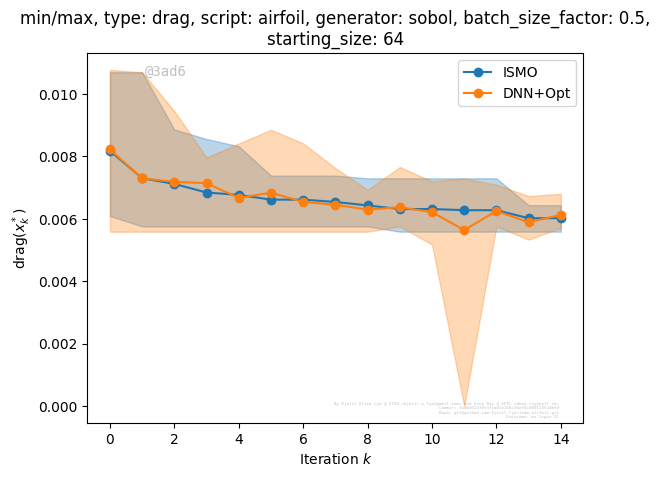 min/max, type: drag, script: airfoil, generator: sobol, batch_size_factor: 0.5,
starting_size: 64
@3ad6
ISMO
DNN+Opt
0.010
0.008
0.006
0.004
0.002
0.000
drag(x*k)
0 2 4 6 8 10 12 14
Iteration k